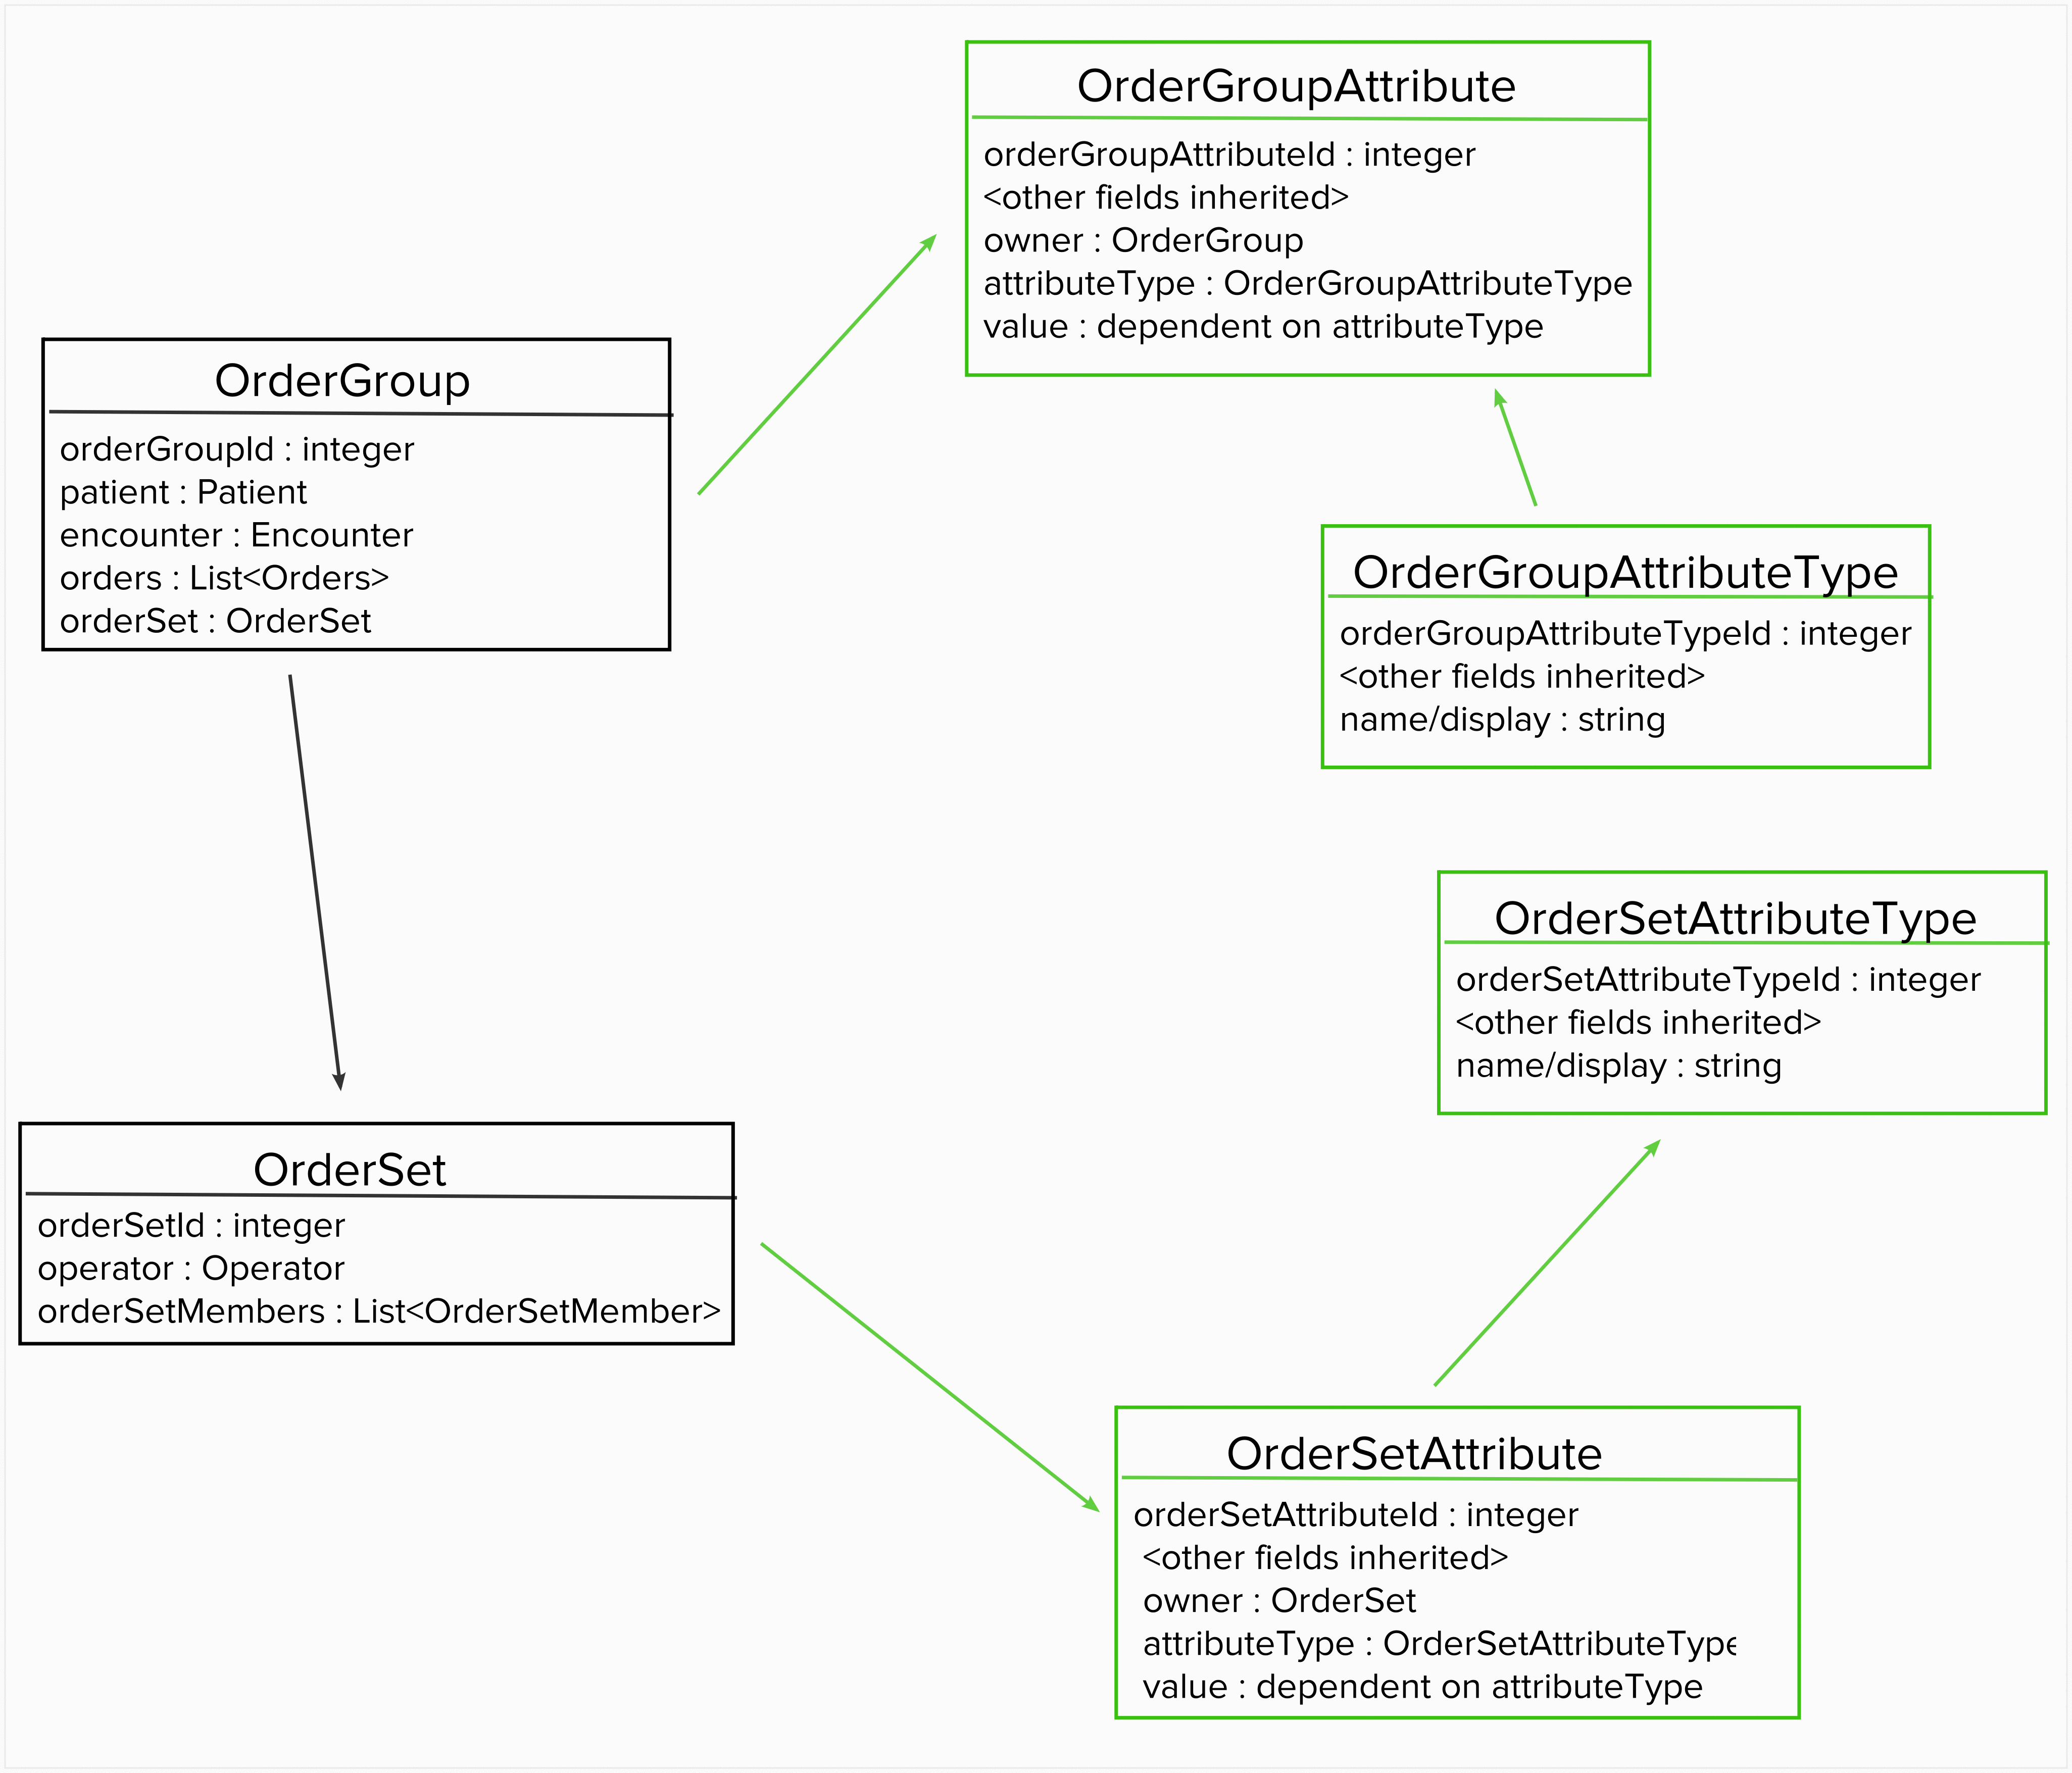 OrderGroupAttribute
orderGroupAttributeId : integer
<other fields inherited>
owner : OrderGroup
attributeType : OrderGroupAttributeType
value : dependent on attributeType
OrderGroup
orderGroupId : integer
patient : Patient
encounter : Encounter
orders : List<Orders>
orderSet : OrderSet
OrderGroupAttributeType
orderGroupAttributeTypeId : integer
<other fields inherited>
name/display : string
OrderSetAttributeType
orderSetAttributeTypeId : integer
<other fields inherited>
name/display : string
OrderSet
orderSetId : integer
operator : Operator
orderSetMembers : List<OrderSetMember>
OrderSetAttribute
orderSetAttributeId : integer
<other fields inherited>
owner : OrderSet
attributeType : OrderSetAttributeType
value : dependent on attributeType